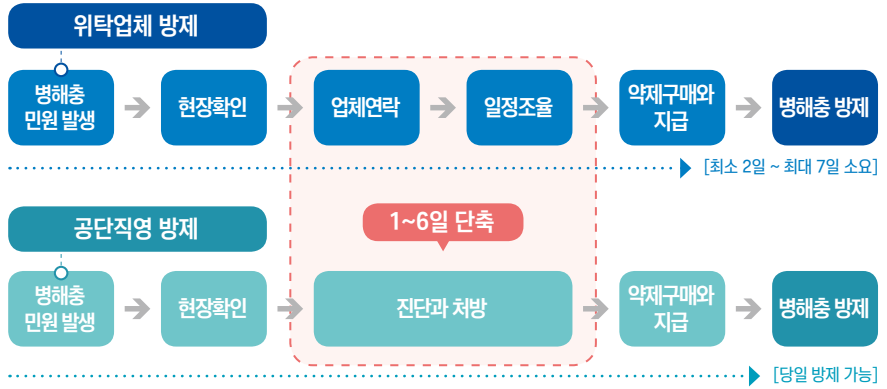 위탁업체 방제
병해충
민원 발생
현장확인
업체연락
일정조율
약제구매와
지급
병해충 방제
[최소 2일 ~ 최대 7일 소요]
공단직영 방제
1~6일 단축
병해충
민원 발생
현장확인
진단과 처방
약제구매와
지급
병해충 방제
[당일 방제 가능]